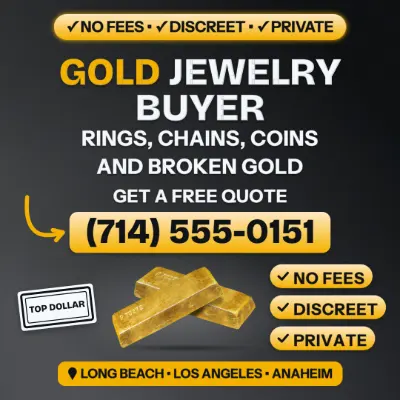 ✓NO FEES • ✓DISCREET • ✓PRIVATE
GOLD JEWELRY
BUYER
RINGS, CHAINS, COINS
AND BROKEN GOLD
GET A FREE QUOTE
(714) 555-0151
TOP DOLLAR
✓ NO FEES
✓ DISCREET
✓ PRIVATE
LONG BEACH • LOS ANGELES • ANAHEIM